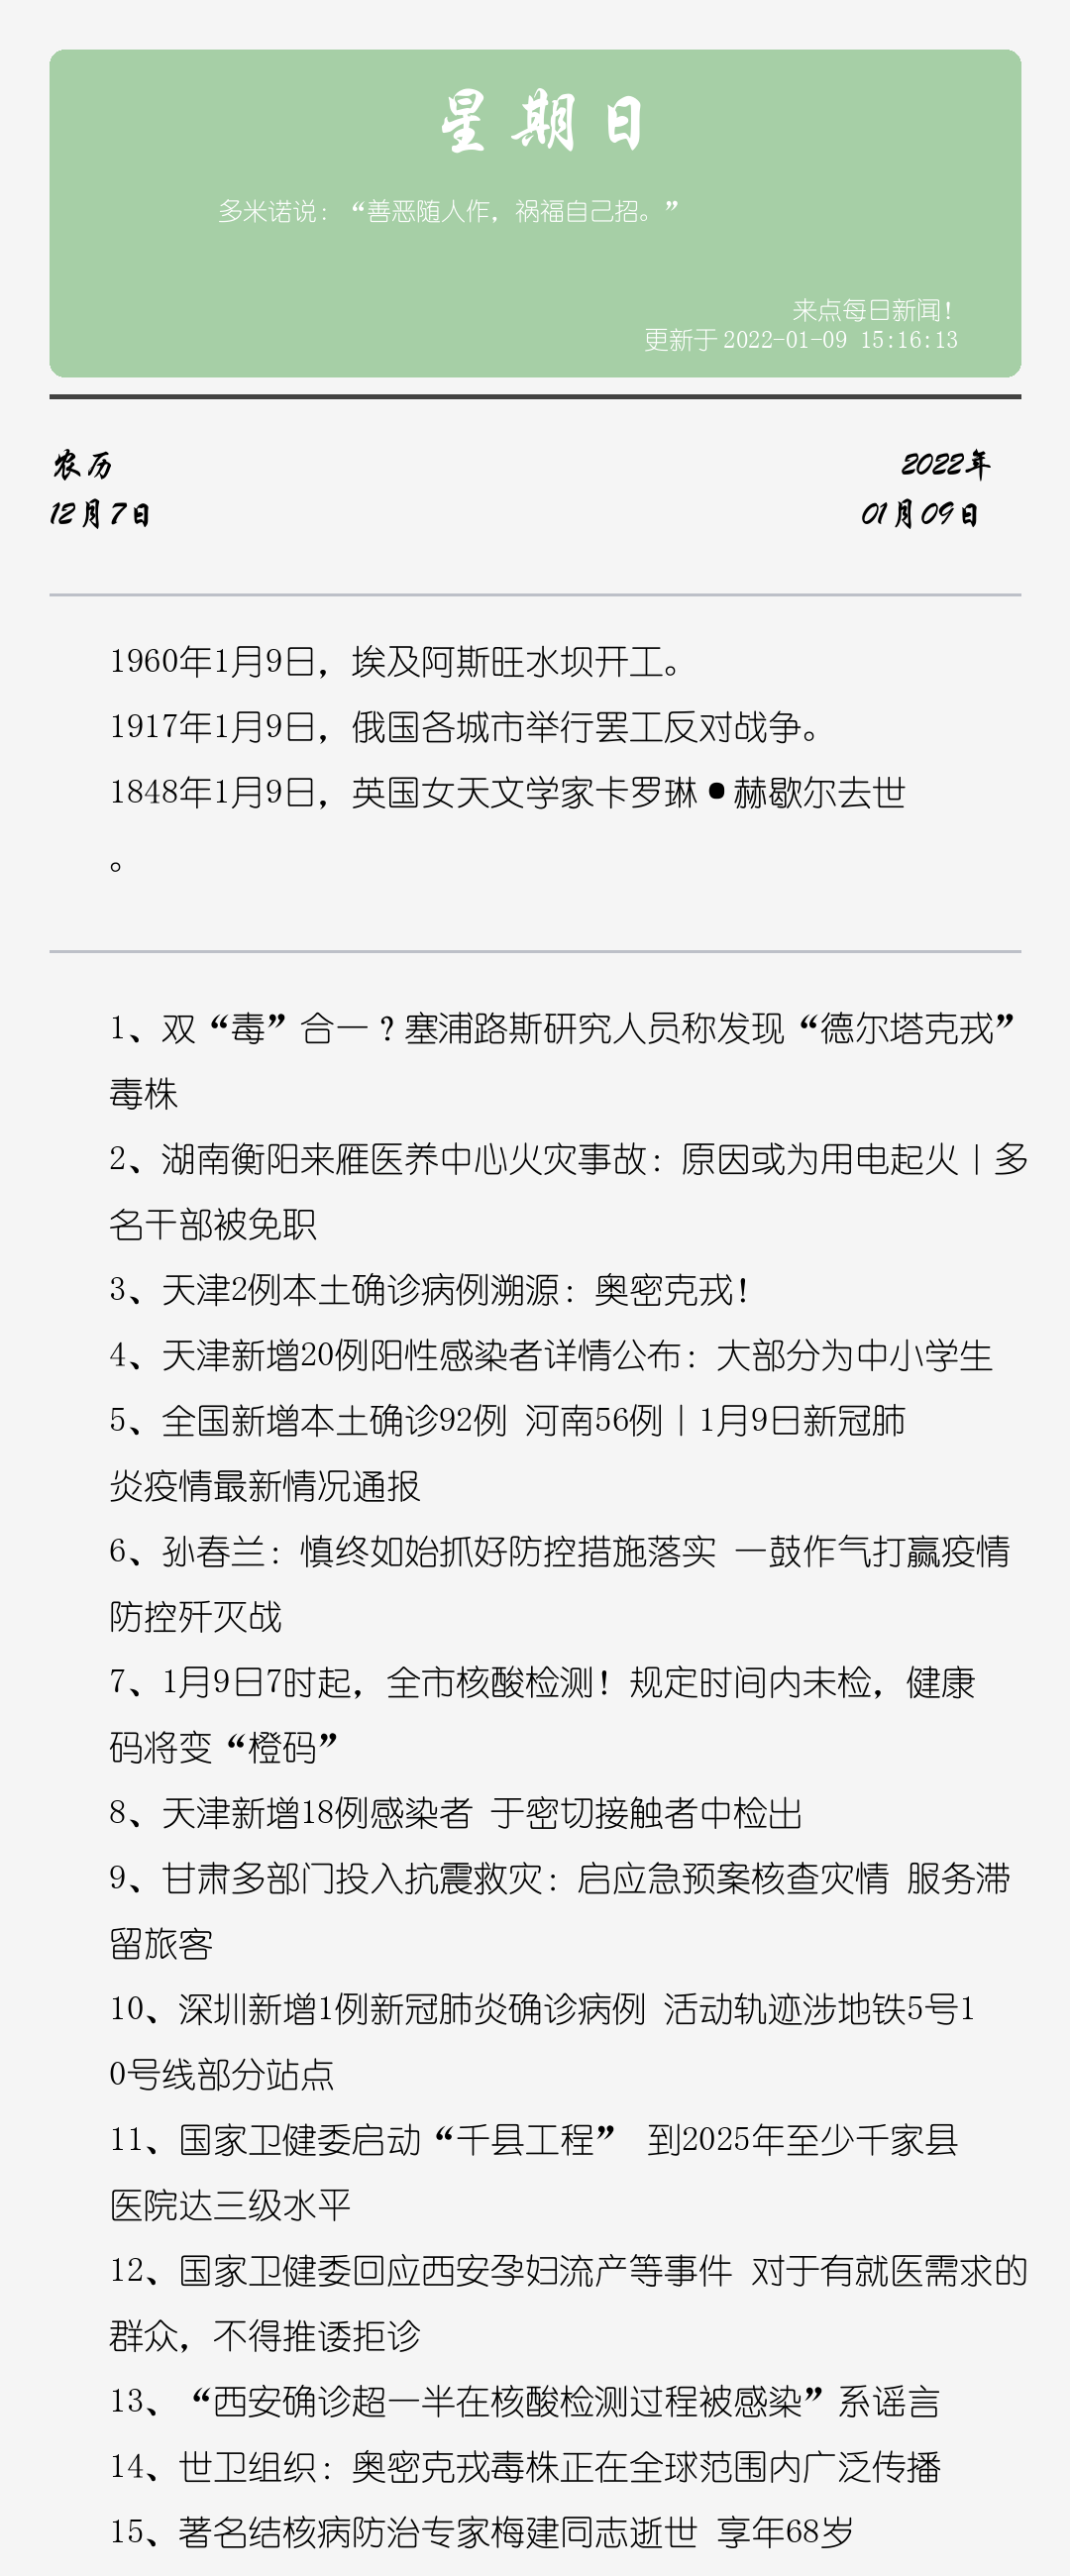 星期日
多米诺说：“善恶随人作，祸福自己招。”
来点每日新闻！
更新于2022-01-09 15:16:13
农历
12月7日
2022年
01月09日
1960年1月9日，埃及阿斯旺水坝开工。
1917年1月9日，俄国各城市举行罢工反对战争。
1848年1月9日，英国女天文学家卡罗琳•赫歇尔去世
。
1、双“毒”合一？塞浦路斯研究人员称发现“德尔塔克戎”
毒株
2、湖南衡阳来雁医养中心火灾事故：原因或为用电起火｜多
名干部被免职
3、天津2例本土确诊病例溯源：奥密克戎！
4、天津新增20例阳性感染者详情公布：大部分为中小学生
5、全国新增本土确诊92例 河南56例｜1月9日新冠肺
炎疫情最新情况通报
6、孙春兰：慎终如始抓好防控措施落实 一鼓作气打赢疫情
防控歼灭战
7、1月9日7时起，全市核酸检测！规定时间内未检，健康
码将变“橙码”
8、天津新增18例感染者 于密切接触者中检出
9、甘肃多部门投入抗震救灾：启应急预案核查灾情 服务滞
留旅客
10、深圳新增1例新冠肺炎确诊病例 活动轨迹涉地铁5号1
0号线部分站点
11、国家卫健委启动“千县工程” 到2025年至少千家县
医院达三级水平
12、国家卫健委回应西安孕妇流产等事件 对于有就医需求的
群众，不得推诿拒诊
13、“西安确诊超一半在核酸检测过程被感染”系谣言
14、世卫组织：奥密克戎毒株正在全球范围内广泛传播
15、著名结核病防治专家梅建同志逝世 享年68岁